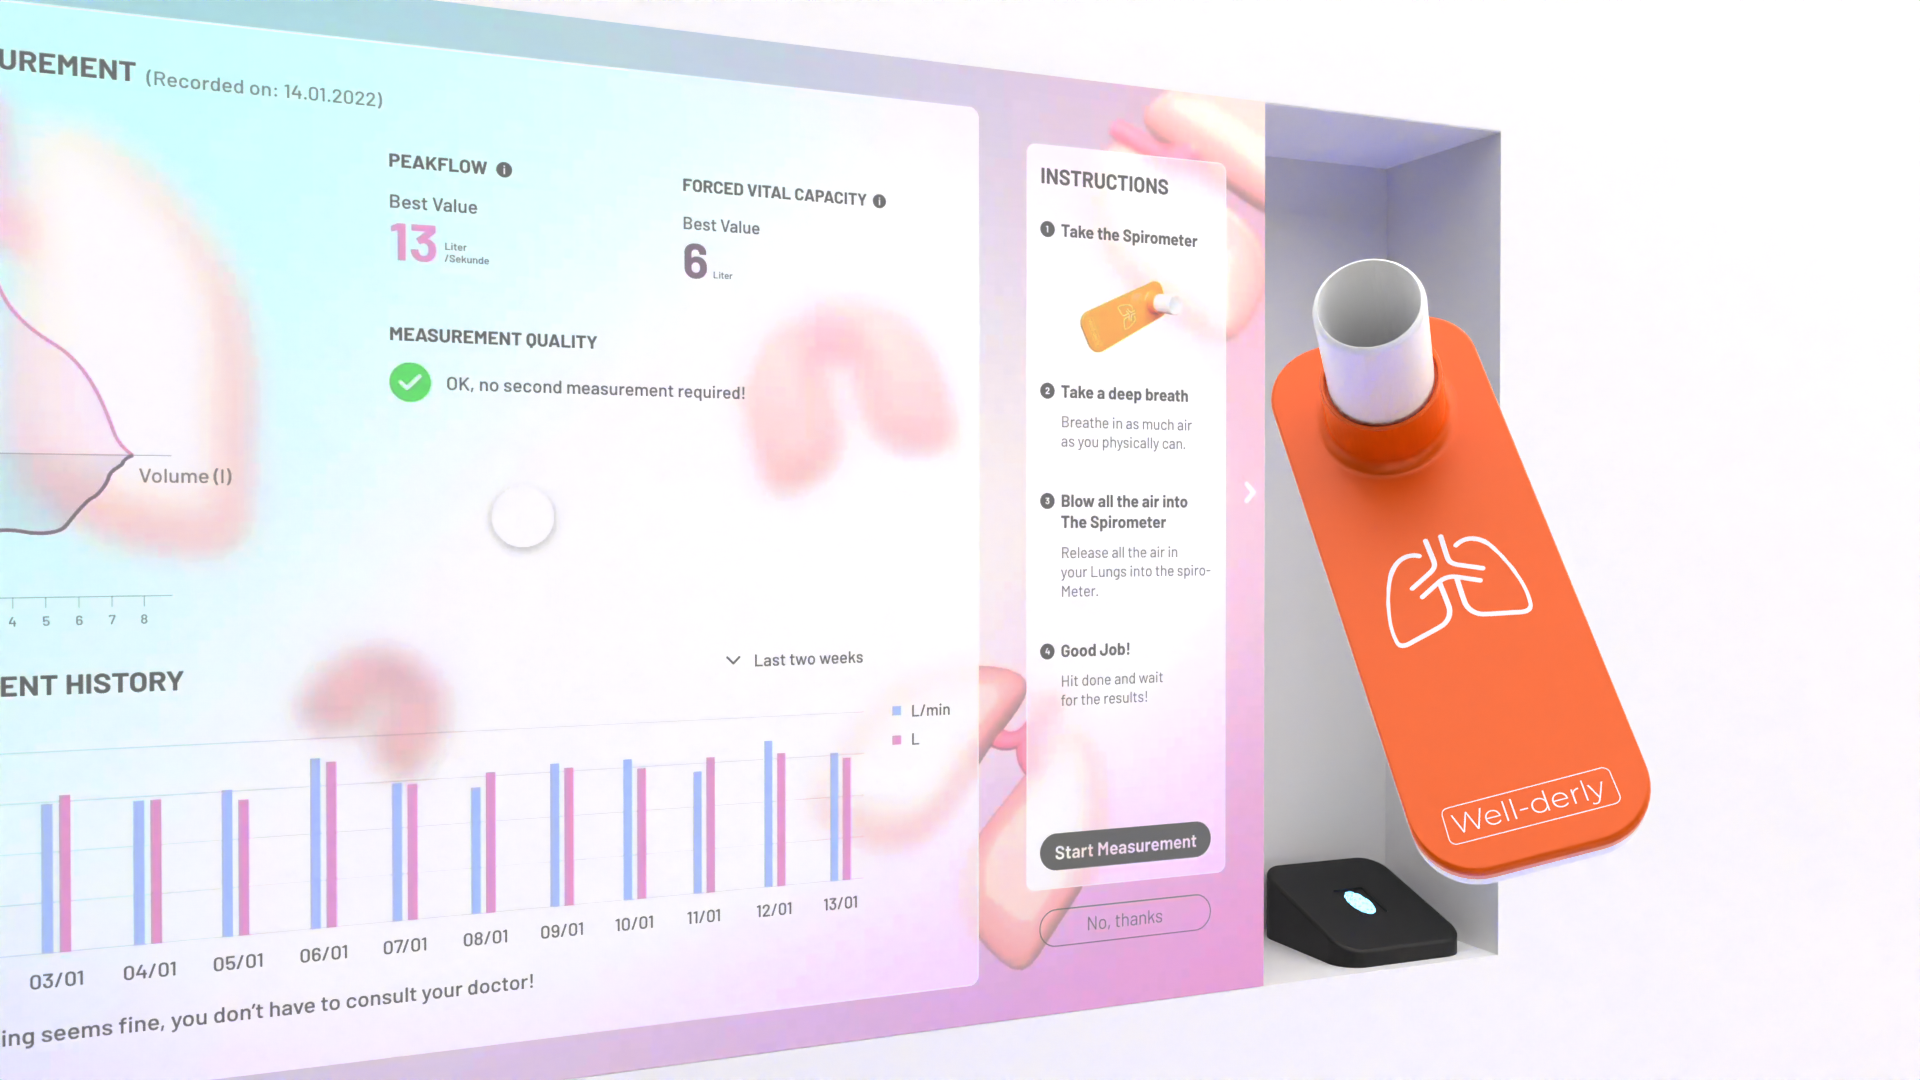 UREMENT (Recorded on: 14.01.2022)
PEAKFLOW i
Best Value
13 Liter
/Sekunde
FORCED VITAL CAPACITY i
Best Value
6 Liter
MEASUREMENT QUALITY
OK, no second measurement required!
Volume (l)
4 5 6 7 8
ENT HISTORY
Last two weeks
L/min
L
03/01 04/01 05/01 06/01 07/01 08/01 09/01 10/01 11/01 12/01 13/01
ing seems fine, you don't have to consult your doctor!
INSTRUCTIONS
1 Take the Spirometer
2 Take a deep breath
Breathe in as much air
as you physically can.
3 Blow all the air into
The Spirometer
Release all the air in
your Lungs into the spiro-
Meter.
4 Good Job!
Hit done and wait
for the results!
Start Measurement
No, thanks
Well-derly